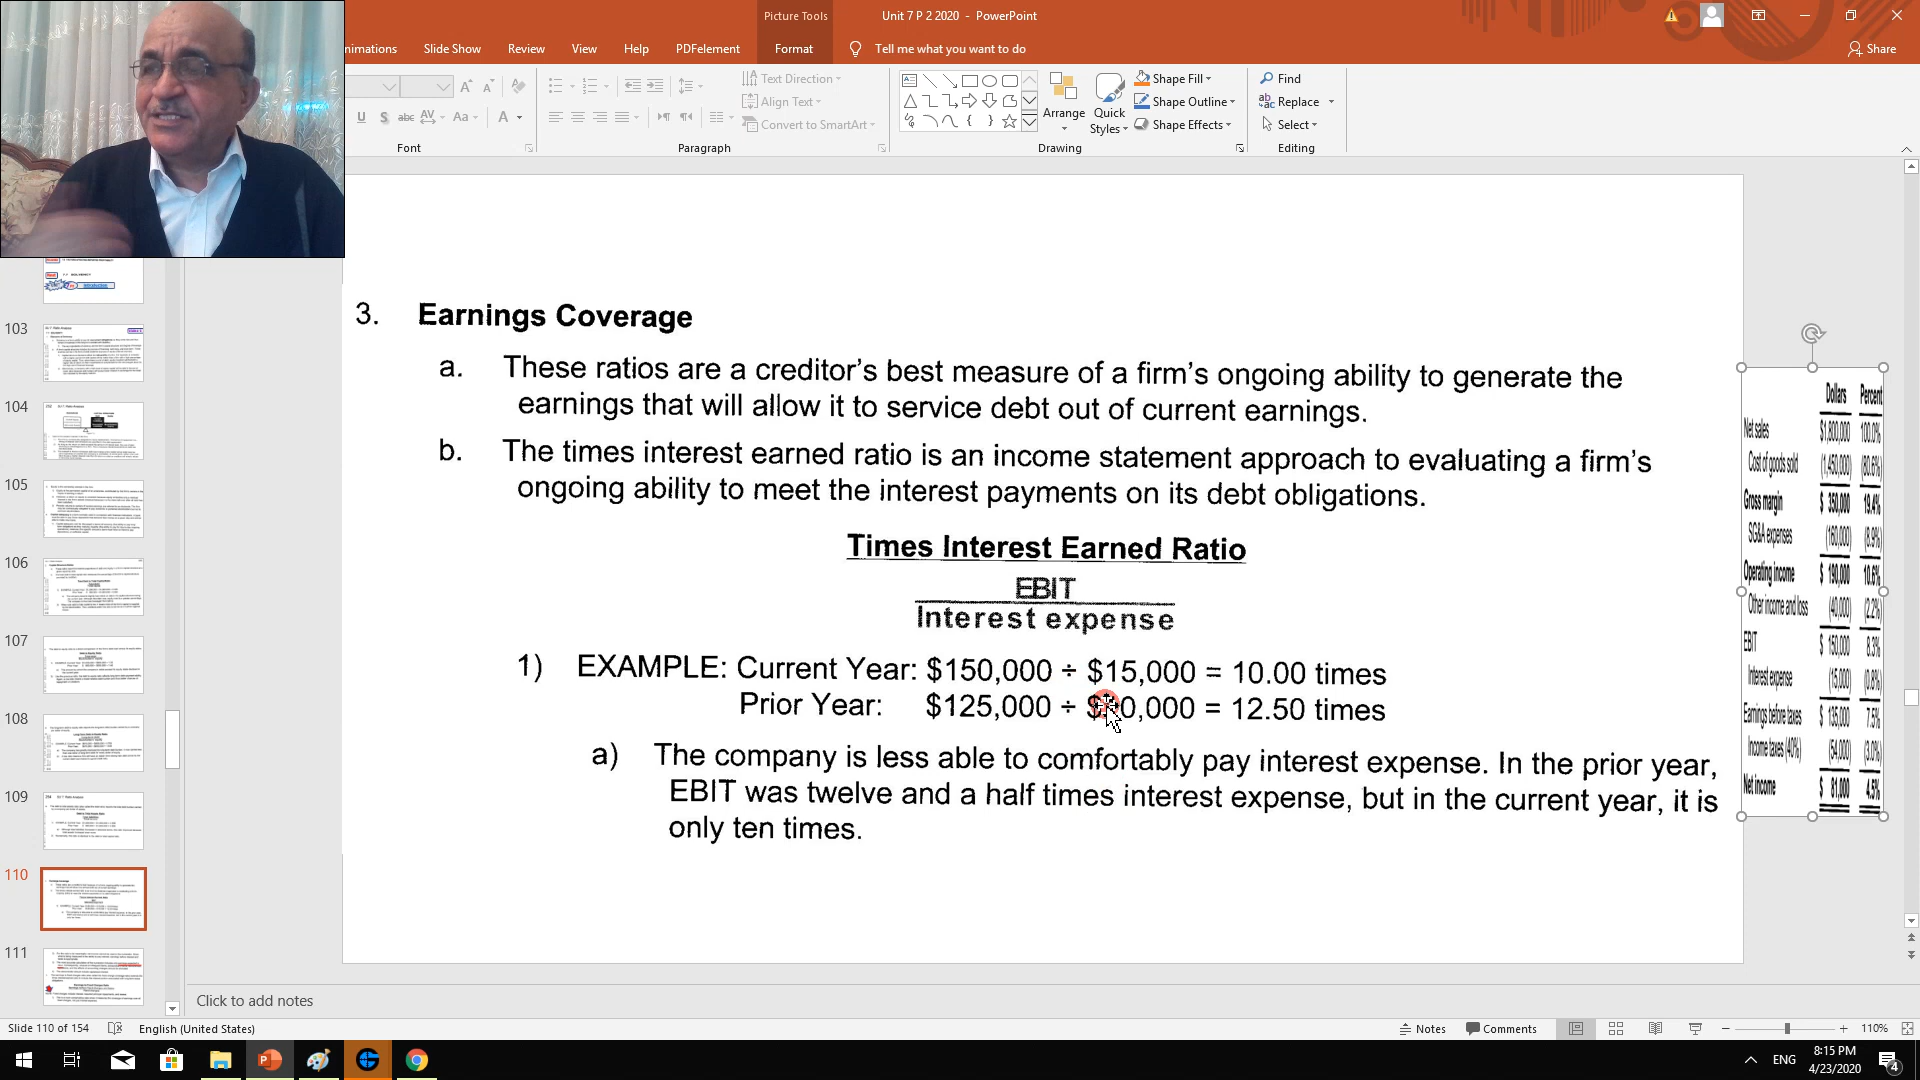 Picture Tools
Unit 7 P 2 2020 - PowerPoint
nimations
Slide Show
Review
View
Help
PDFelement
Format
Tell me what you want to do
Share
Text Direction
Align Text
Convert to SmartArt
Arrange
Quick
Styles
Shape Fill
Shape Outline
Shape Effects
Find
Replace
Select
Font
Paragraph
Drawing
Editing
3. Earnings Coverage
a. These ratios are a creditor's best measure of a firm's ongoing ability to generate the
earnings that will allow it to service debt out of current earnings.
b. The times interest earned ratio is an income statement approach to evaluating a firm's
ongoing ability to meet the interest payments on its debt obligations.
Times Interest Earned Ratio
EBIT
Interest expense
1) EXAMPLE: Current Year: $150,000 ÷ $15,000 = 10.00 times
Prior Year: $125,000 ÷ 0,000 = 12.50 times
a) The company is less able to comfortably pay interest expense. In the prior year,
EBIT was twelve and a half times interest expense, but in the current year, it is
only ten times.
Dollars Percent
Net sales $1,800,000 100.0%
Cost of goods sold (1,450,000) (80.6%)
Gross margin $ 350,000 19.4%
SG&A expenses (160,000) (8.9%)
Operating income $ 190,000 10.6%
Other income and loss (40,000) (2.2%)
EBIT $ 150,000 8.3%
Interest expense (15,000) (0.8%)
Earnings before taxes $ 135,000 7.5%
Income taxes (40%) (54,000) (3.0%)
Net income $ 81,000 4.5%
103
104
105
106
107
108
109
110
111
Click to add notes
Slide 110 of 154
English (United States)
Notes
Comments
110%
ENG
8:15 PM
4/23/2020
4